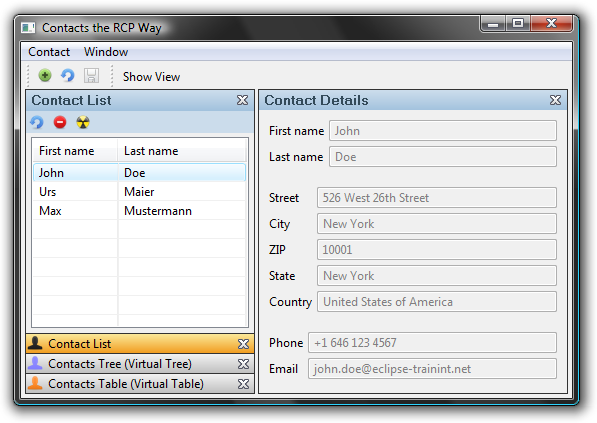 Contacts the RCP Way
Contact Window
Show View
Contact List
First name Last name
John Doe
Urs Maier
Max Mustermann
Contact List
Contacts Tree (Virtual Tree)
Contacts Table (Virtual Table)
Contact Details
First name John
Last name Doe
Street 526 West 26th Street
City New York
ZIP 10001
State New York
Country United States of America
Phone +1 646 123 4567
Email john.doe@eclipse-trainint.net